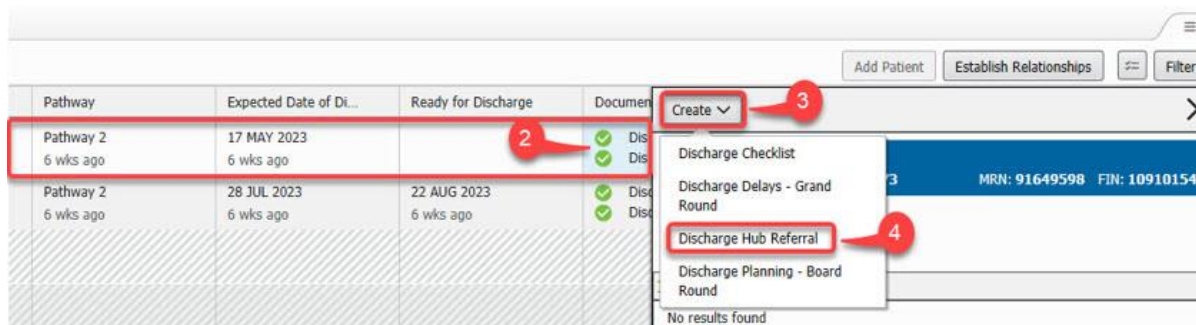 Add Patient Establish Relationships Filter
Pathway Expected Date of Di... Ready for Discharge Documen
Create 3
Pathway 2 17 MAY 2023 2 Dis
6 wks ago 6 wks ago Dis
Pathway 2 28 JUL 2023 22 AUG 2023 Disc
6 wks ago 6 wks ago 6 wks ago Disc
Discharge Checklist
Discharge Delays - Grand
Round
Discharge Hub Referral 4
Discharge Planning - Board
Round
/3 MRN: 91649598 FIN: 10910154
No results found